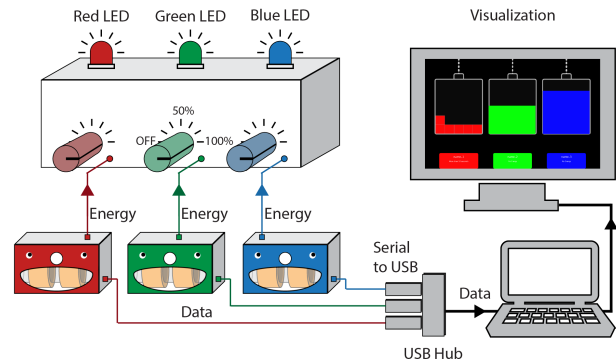 Red LED
Green LED
Blue LED
Visualization
50%
OFF
100%
Energy
Energy
Energy
Serial
to USB
Data
Data
USB Hub